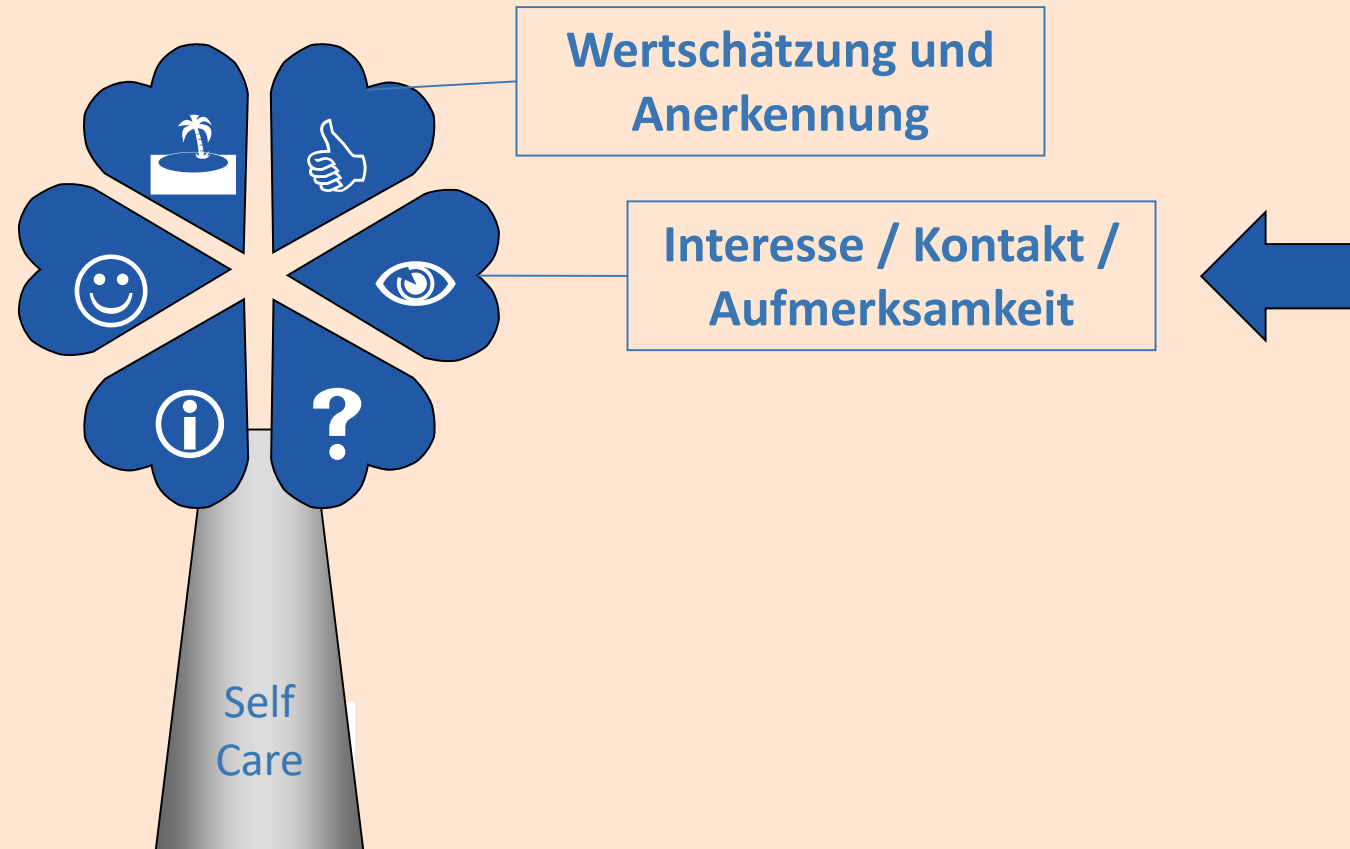 Wertschätzung und
Anerkennung
Interesse / Kontakt /
Aufmerksamkeit
i
?
Self
Care